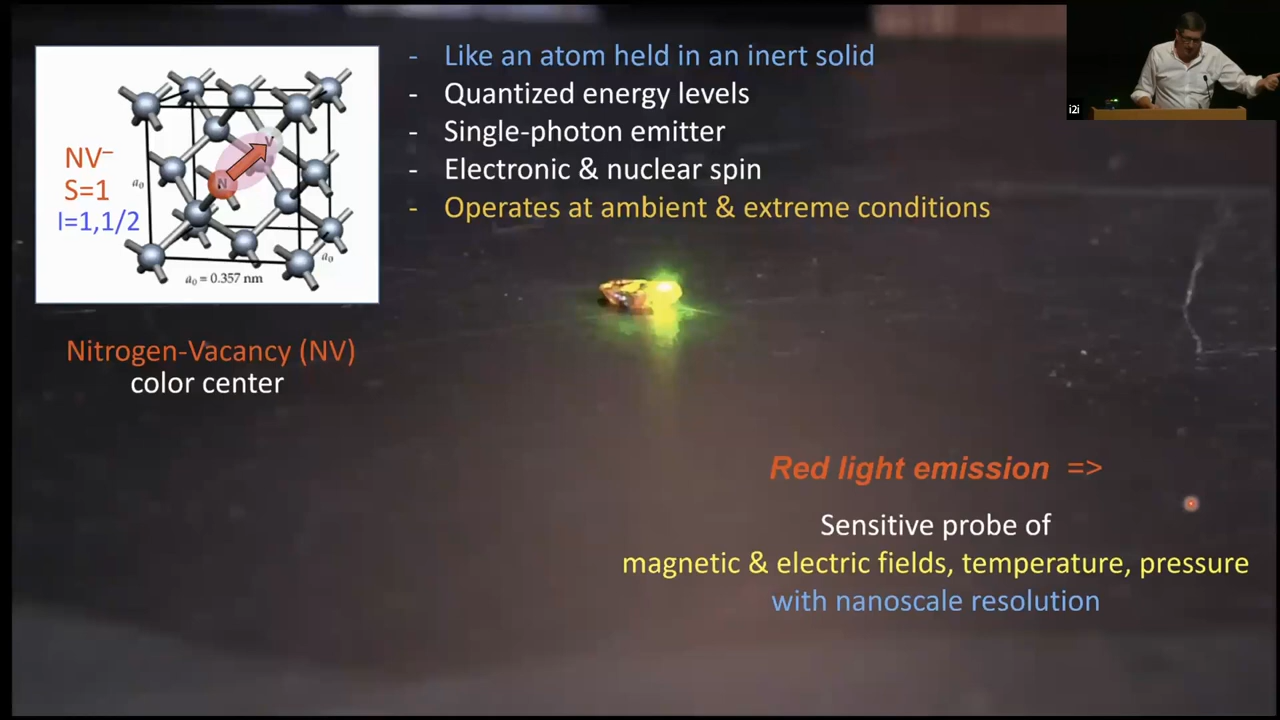 - Like an atom held in an inert solid
- Quantized energy levels
- Single-photon emitter
- Electronic & nuclear spin
- Operates at ambient & extreme conditions
NV⁻
S=1
I=1,1/2
V
N
a₀
a₀
a₀ = 0.357 nm
Nitrogen-Vacancy (NV)
color center
Red light emission =>
Sensitive probe of
magnetic & electric fields, temperature, pressure
with nanoscale resolution
i2i